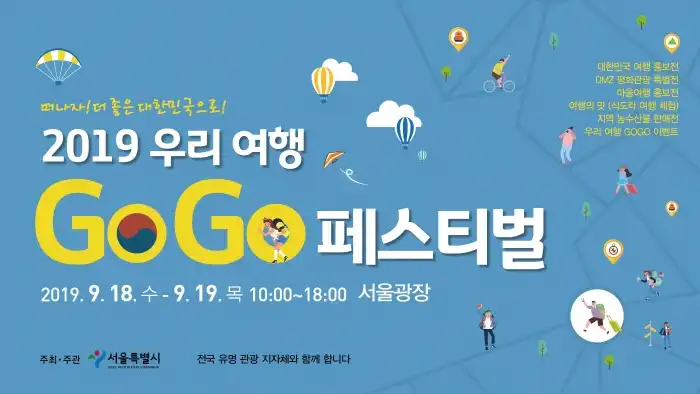 떠나자! 더 좋은 대한민국으로!
2019 우리 여행
GoGo 페스티벌
2019. 9. 18. 수 - 9. 19. 목 10:00~18:00 서울광장
대한민국 여행 홍보전
DMZ 평화관광 특별전
마을여행 홍보전
여행의 맛 (식도락 여행 체험)
지역 농수산물 판매전
우리 여행 GOGO 이벤트
주최·주관 서울특별시
전국 유명 관광 지자체와 함께 합니다